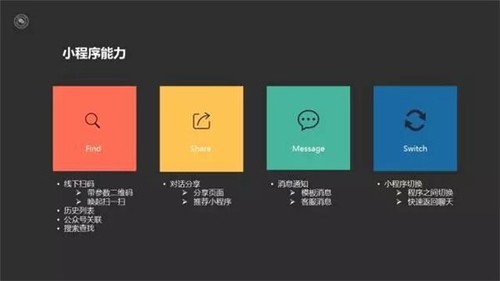 小程序能力
Find
Share
Message
Switch
• 线下扫码
➢ 带参数二维码
➢ 唤起扫一扫
• 历史列表
• 公众号关联
• 搜索查找
• 对话分享
➢ 分享页面
➢ 推荐小程序
• 消息通知
➢ 模板消息
➢ 客服消息
• 小程序切换
➢ 程序之间切换
➢ 快速返回聊天